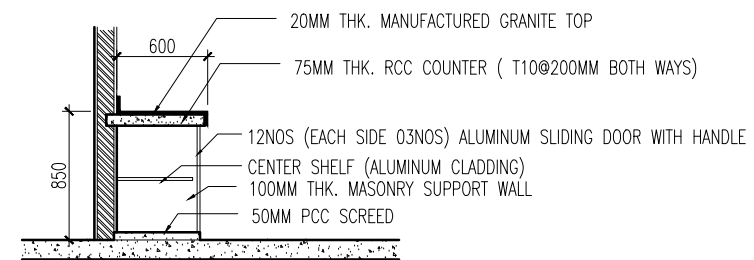 20MM THK. MANUFACTURED GRANITE TOP
600
75MM THK. RCC COUNTER ( T10@200MM BOTH WAYS)
12NOS (EACH SIDE 03NOS) ALUMINUM SLIDING DOOR WITH HANDLE
850
CENTER SHELF (ALUMINUM CLADDING)
100MM THK. MASONRY SUPPORT WALL
50MM PCC SCREED